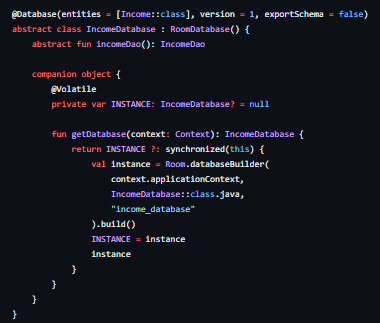 @Database(entities = [Income::class], version = 1, exportSchema = false)
abstract class IncomeDatabase : RoomDatabase() {
    abstract fun incomeDao(): IncomeDao

    companion object {
        @Volatile
        private var INSTANCE: IncomeDatabase? = null

        fun getDatabase(context: Context): IncomeDatabase {
            return INSTANCE ?: synchronized(this) {
                val instance = Room.databaseBuilder(
                    context.applicationContext,
                    IncomeDatabase::class.java,
                    "income_database"
                ).build()
                INSTANCE = instance
                instance
            }
        }
    }
}